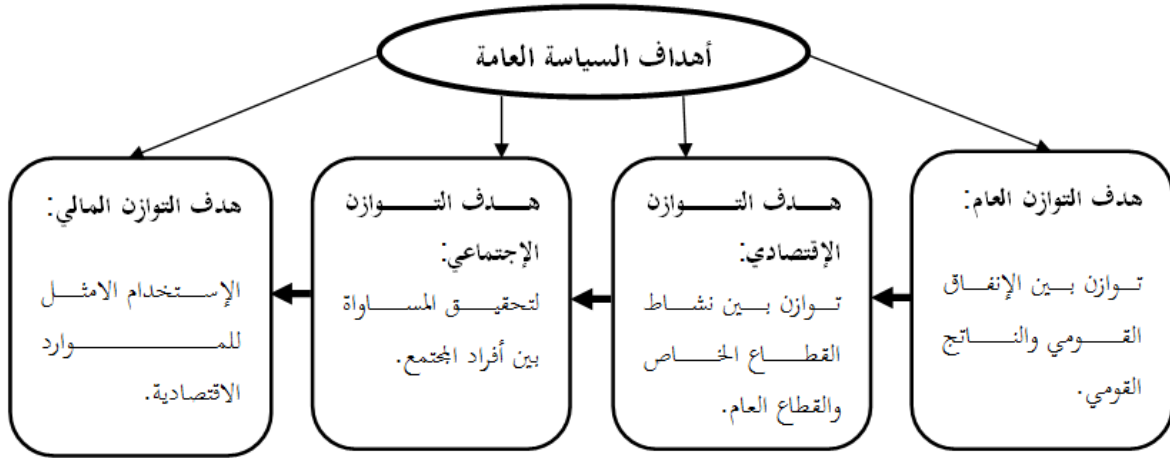 أهداف السياسة العامة
هدف التوازن العام:
توازن بين الإنفاق
القومي والناتج
القومي.
هدف التوازن
الإقتصادي:
توازن بين نشاط
القطاع الخاص
والقطاع العام.
هدف التوازن
الإجتماعي:
لتحقيق المساواة
بين أفراد المجتمع.
هدف التوازن المالي:
الإستخدام الامثل
للموارد
الاقتصادية.